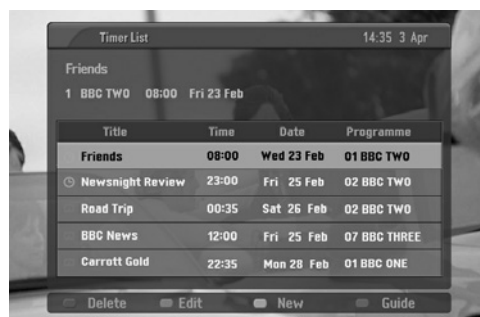 Timer List 14:35 3 Apr
Friends
1 BBC TWO 08:00 Fri 23 Feb
Title Time Date Programme
Friends 08:00 Wed 23 Feb 01 BBC TWO
Newsnight Review 23:00 Fri 25 Feb 02 BBC TWO
Road Trip 00:35 Sat 26 Feb 02 BBC TWO
BBC News 12:00 Fri 25 Feb 07 BBC THREE
Carrott Gold 22:35 Mon 28 Feb 01 BBC ONE
Delete Edit New Guide